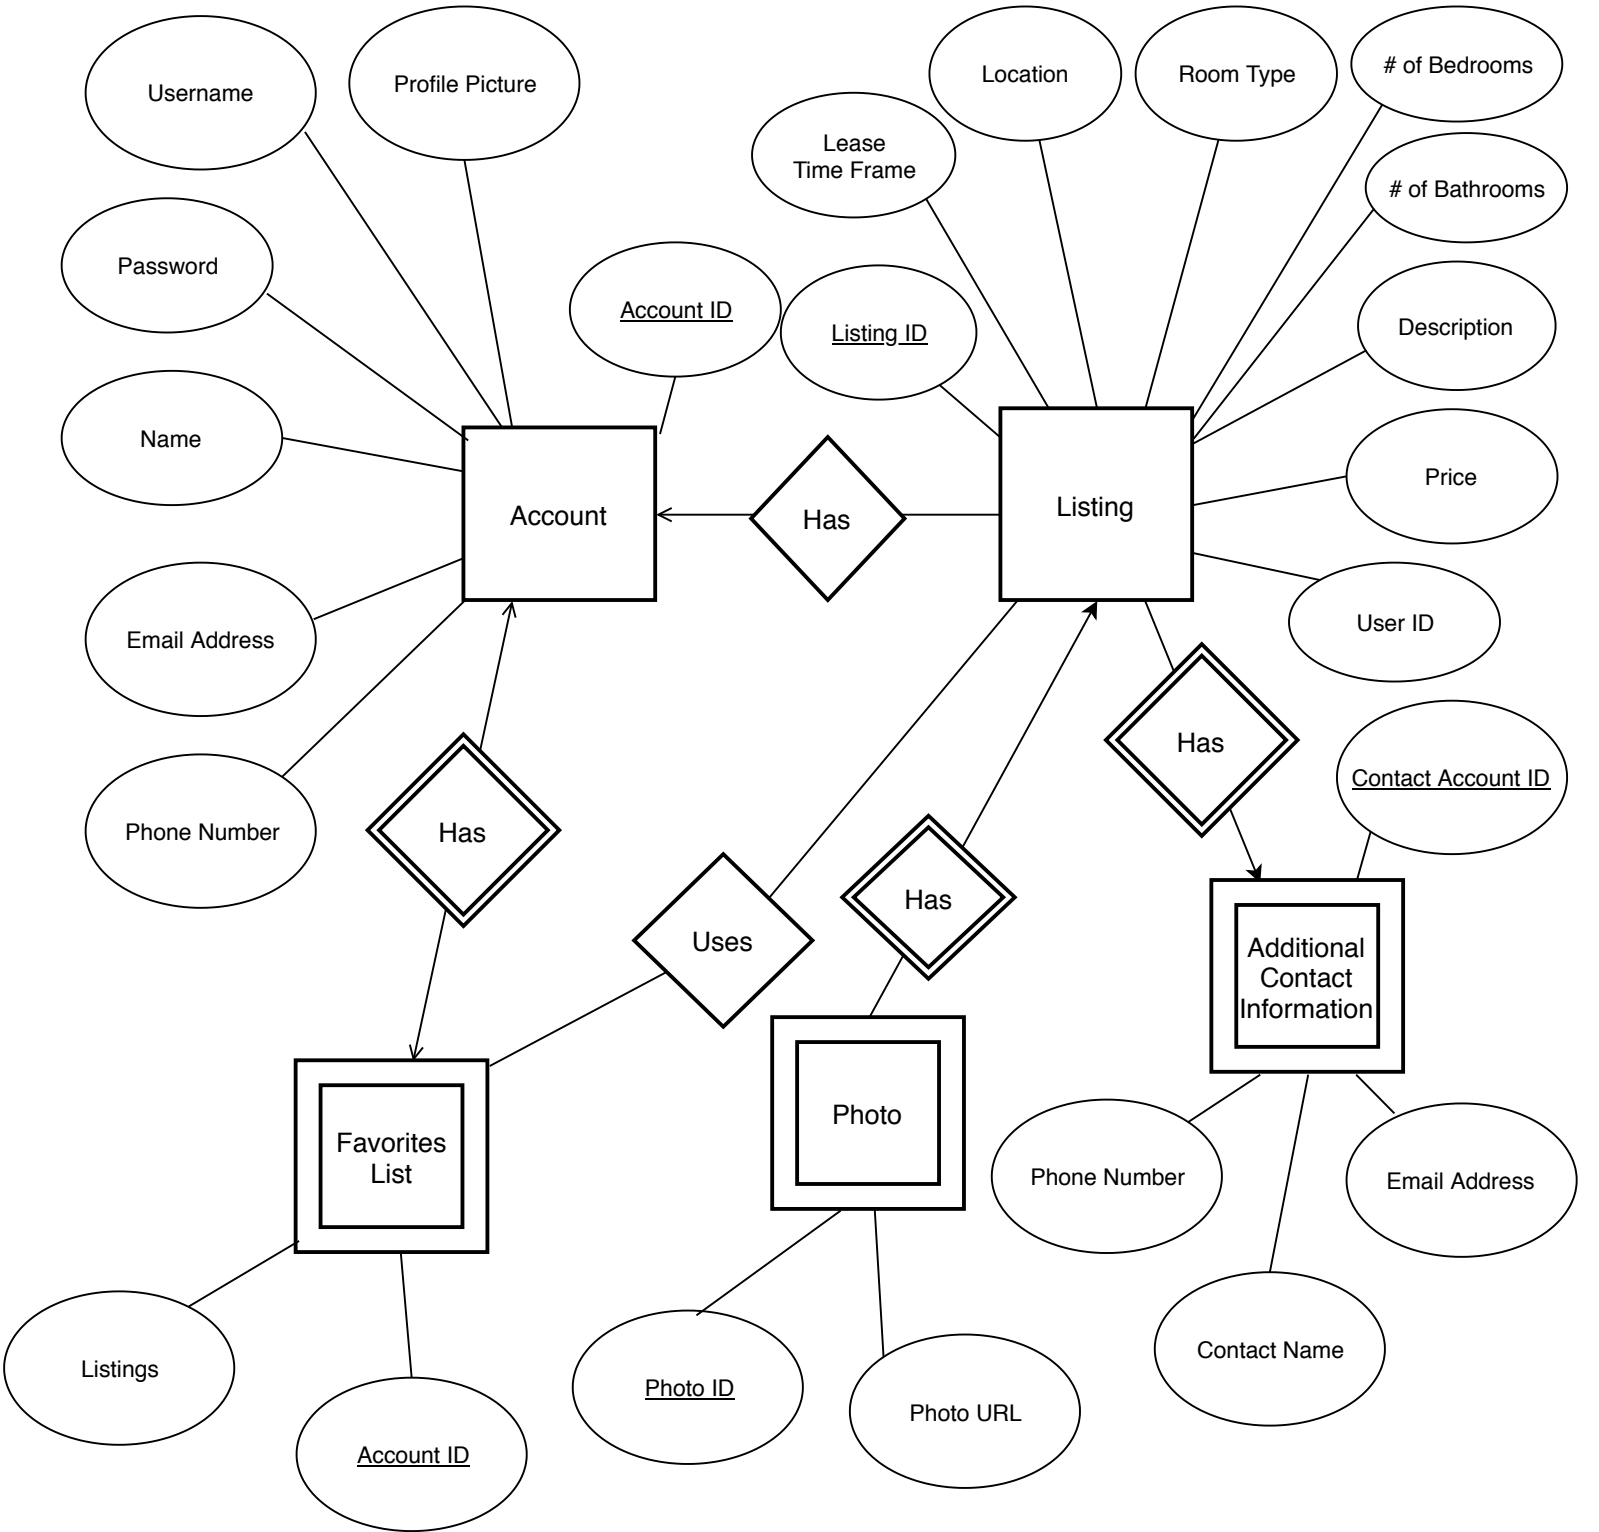 Username
Profile Picture
Location
Room Type
# of Bedrooms
Lease
Time Frame
# of Bathrooms
Password
Account ID
Listing ID
Description
Name
Price
Account
Has
Listing
Email Address
User ID
Phone Number
Has
Has
Contact Account ID
Uses
Has
Additional
Contact
Information
Favorites
List
Photo
Phone Number
Email Address
Listings
Photo ID
Photo URL
Contact Name
Account ID